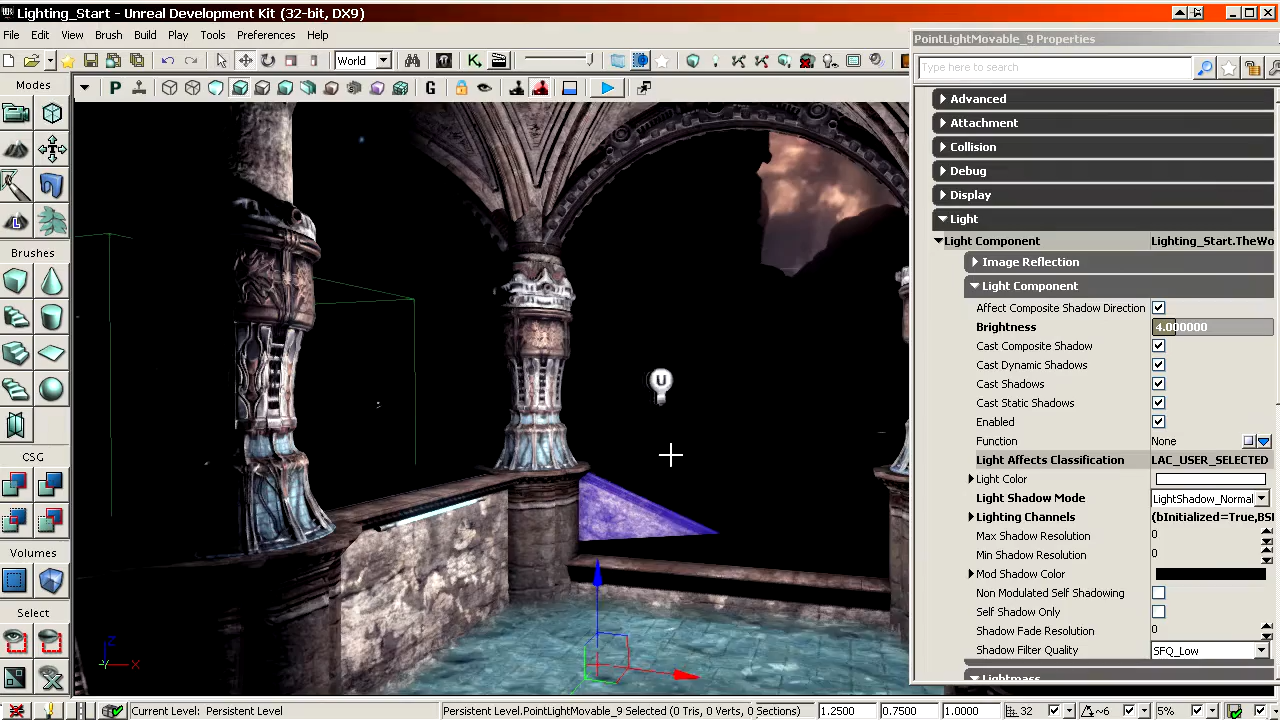 Lighting_Start - Unreal Development Kit (32-bit, DX9)
File Edit View Brush Build Play Tools Preferences Help
World
P G
Modes
Brushes
CSG
Volumes
Select
U
Z
X
PointLightMovable_9 Properties
Type here to search
Advanced
Attachment
Collision
Debug
Display
Light
Light Component Lighting_Start.TheWo
Image Reflection
Light Component
Affect Composite Shadow Direction
Brightness 4.000000
Cast Composite Shadow
Cast Dynamic Shadows
Cast Shadows
Cast Static Shadows
Enabled
Function None
Light Affects Classification LAC_USER_SELECTED
Light Color
Light Shadow Mode LightShadow_Normal
Lighting Channels (bInitialized=True,BSI
Max Shadow Resolution 0
Min Shadow Resolution 0
Mod Shadow Color
Non Modulated Self Shadowing
Self Shadow Only
Shadow Fade Resolution 0
Shadow Filter Quality SFQ_Low
Lightmass
Current Level: Persistent Level Persistent Level.PointLightMovable_9 Selected (0 Tris, 0 Verts, 0 Sections) 1.2500 0.7500 1.0000 32 ~6 5%